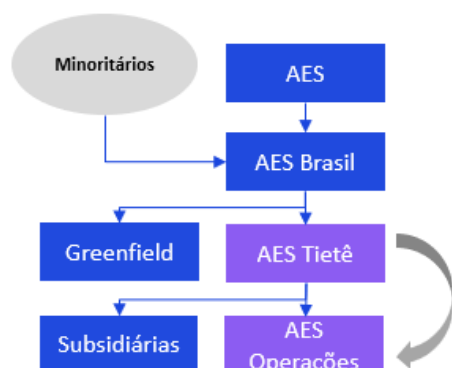 Minoritários
AES
AES Brasil
Greenfield
AES Tietê
Subsidiárias
AES
Operações